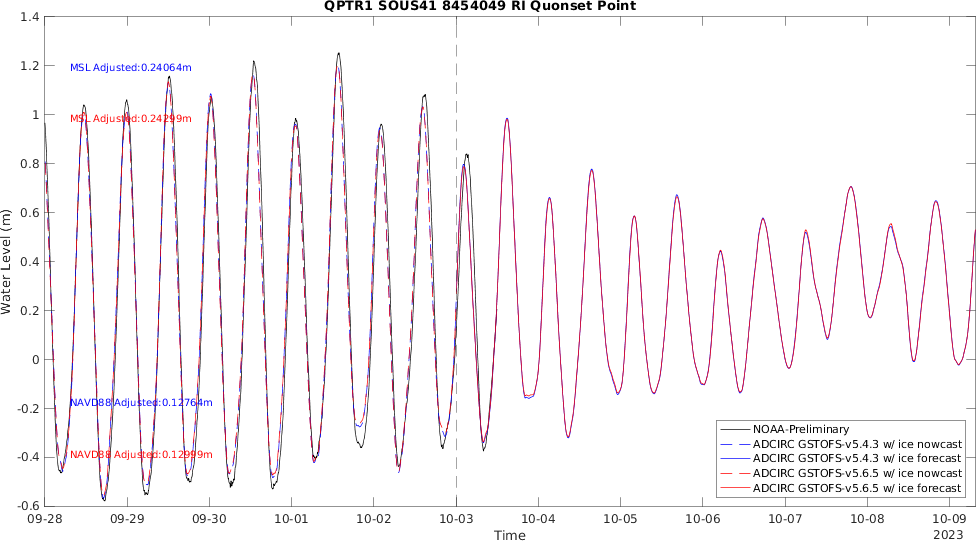 QPTR1 SOUS41 8454049 RI Quonset Point
1.4
1.2
1
0.8
0.6
0.4
0.2
0
-0.2
-0.4
-0.6
Water Level (m)
MSL Adjusted:0.24064m
MSL Adjusted:0.24299m
NAVD88 Adjusted:0.12764m
NAVD88 Adjusted:0.12999m
NOAA-Preliminary
ADCIRC GSTOFS-v5.4.3 w/ ice nowcast
ADCIRC GSTOFS-v5.4.3 w/ ice forecast
ADCIRC GSTOFS-v5.6.5 w/ ice nowcast
ADCIRC GSTOFS-v5.6.5 w/ ice forecast
09-28 09-29 09-30 10-01 10-02 10-03 10-04 10-05 10-06 10-07 10-08 10-09
Time
2023